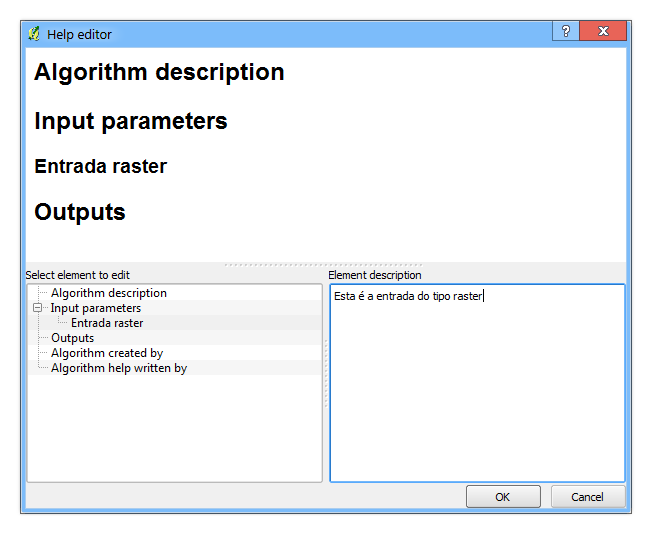 Help editor
?
x
Algorithm description
Input parameters
Entrada raster
Outputs
Select element to edit
Algorithm description
Input parameters
Entrada raster
Outputs
Algorithm created by
Algorithm help written by
Element description
Esta é a entrada do tipo raster
OK
Cancel